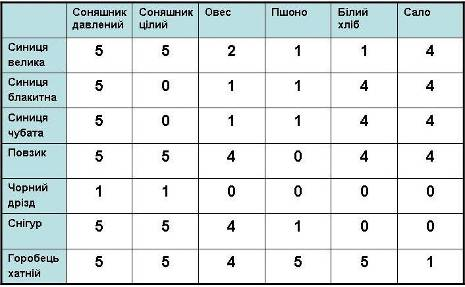 Соняшник давлений Соняшник цілий Овес Пшоно Білий хліб Сало
Синиця велика 5 5 2 1 1 4
Синиця блакитна 5 0 1 1 4 4
Синиця чубата 5 0 1 1 4 4
Повзик 5 5 4 0 4 4
Чорний дрізд 1 1 0 0 0 0
Снігур 5 5 4 1 0 0
Горобець хатній 5 5 4 5 5 1